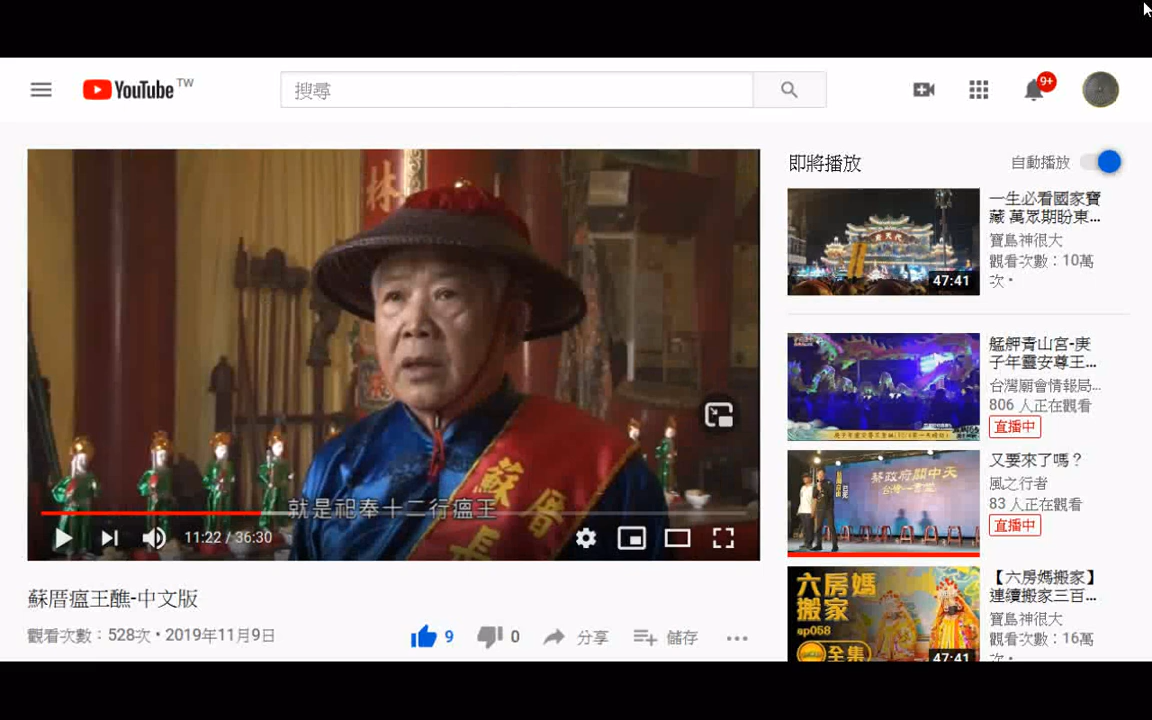 YouTube TW
搜尋
9+
林
蘇厝
長
就是祀奉十二行瘟王
11:22 / 36:30
蘇厝瘟王醮-中文版
觀看次數：528次 • 2019年11月9日
9
0
分享
儲存
即將播放
自動播放
47:41
一生必看國家寶
藏 萬眾期盼東...
寶島神很大
觀看次數：10萬
次 •
艋舺青山宮-庚
子年靈安尊王...
台灣廟會情報局...
806 人正在觀看
直播中
又要來了嗎？
風之行者
83 人正在觀看
直播中
六房媽
搬家
ep058
全集
47:41
【六房媽搬家】
連續搬家三百...
寶島神很大
觀看次數：16萬
次 •